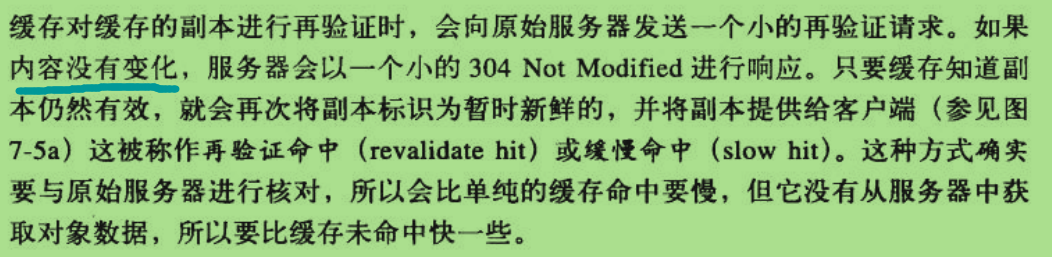 缓存对缓存的副本进行再验证时，会向原始服务器发送一个小的再验证请求。如果
内容没有变化，服务器会以一个小的 304 Not Modified 进行响应。只要缓存知道副
本仍然有效，就会再次将副本标识为暂时新鲜的，并将副本提供给客户端（参见图
7-5a）这被称作再验证命中（revalidate hit）或缓慢命中（slow hit）。这种方式确实
要与原始服务器进行核对，所以会比单纯的缓存命中要慢，但它没有从服务器中获
取对象数据，所以要比缓存未命中快一些。